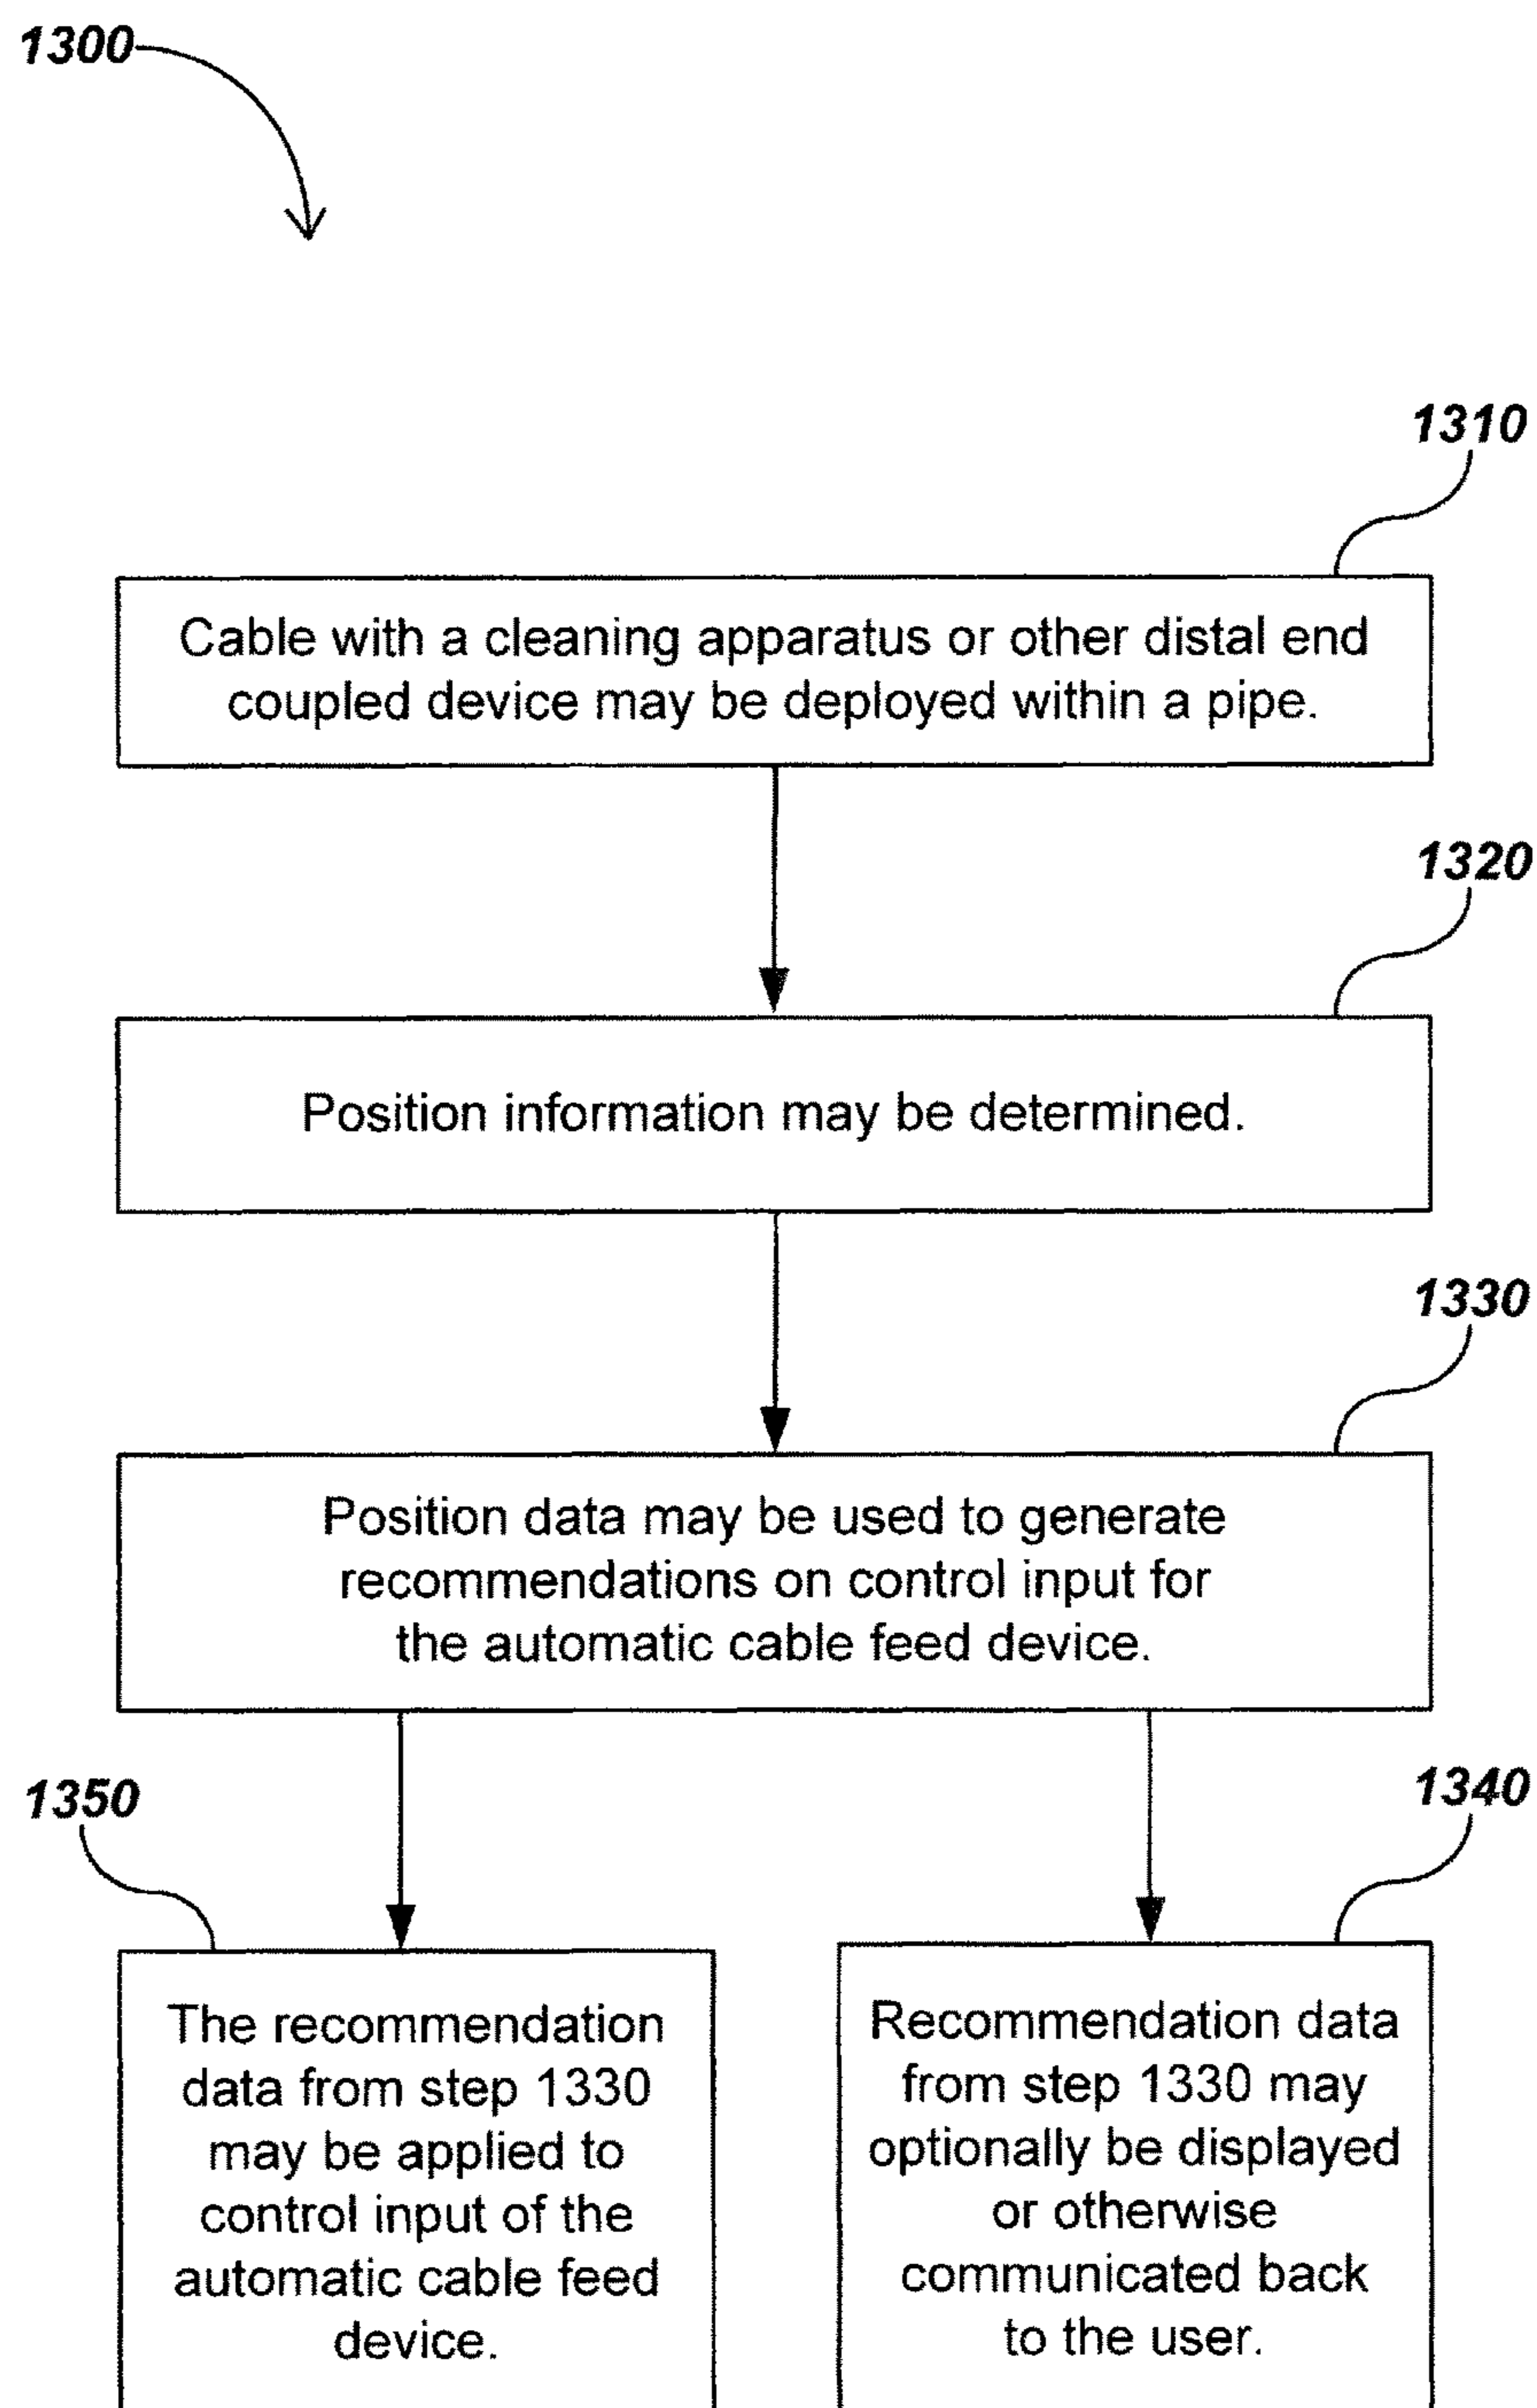 1300
1310
Cable with a cleaning apparatus or other distal end
coupled device may be deployed within a pipe.
1320
Position information may be determined.
1330
Position data may be used to generate
recommendations on control input for
the automatic cable feed device.
1350
The recommendation
data from step 1330
may be applied to
control input of the
automatic cable feed
device.
1340
Recommendation data
from step 1330 may
optionally be displayed
or otherwise
communicated back
to the user.